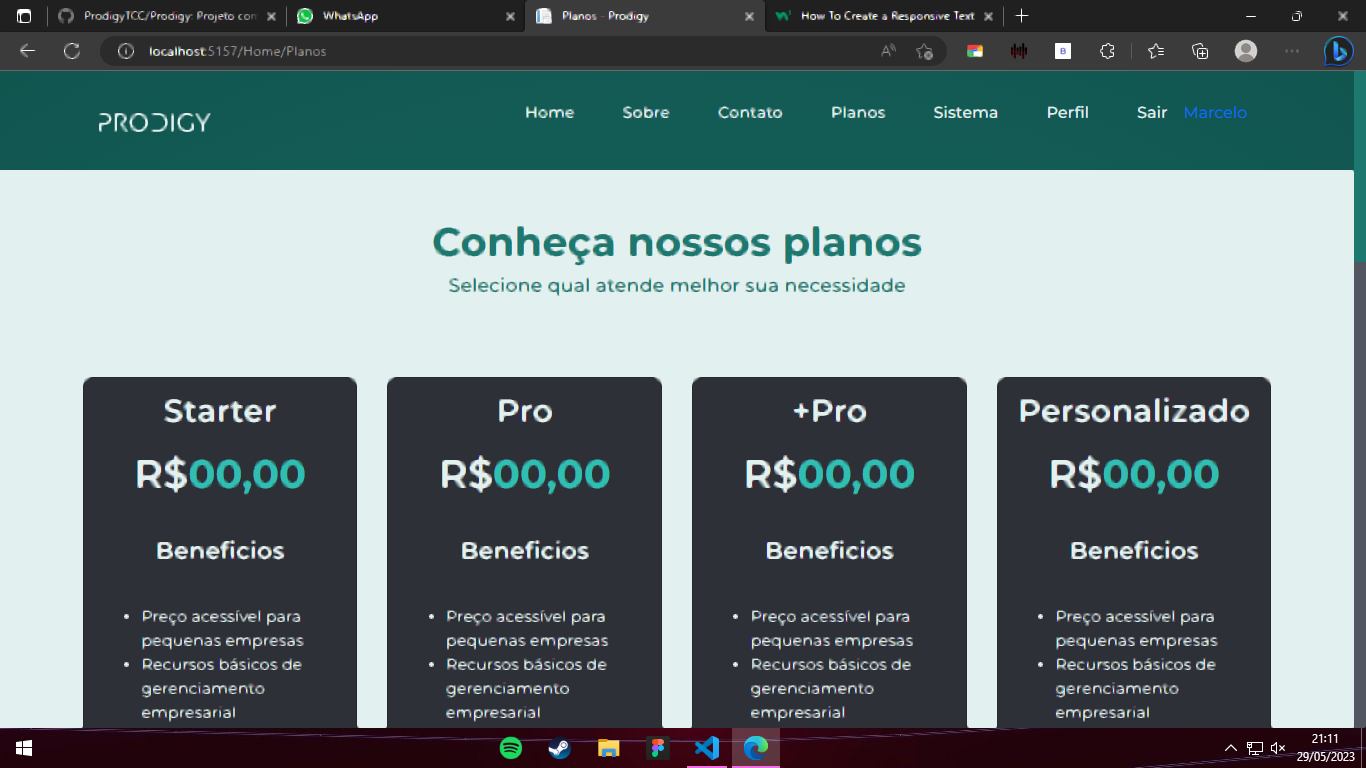 ProdigyTCC/Prodigy: Projeto con
WhatsApp
Planos - Prodigy
How To Create a Responsive Text
localhost:5157/Home/Planos
PRODIGY
Home
Sobre
Contato
Planos
Sistema
Perfil
Sair
Marcelo
Conheça nossos planos
Selecione qual atende melhor sua necessidade
Starter
R$00,00
Beneficios
• Preço acessível para
pequenas empresas
• Recursos básicos de
gerenciamento
empresarial
Pro
R$00,00
Beneficios
• Preço acessível para
pequenas empresas
• Recursos básicos de
gerenciamento
empresarial
+Pro
R$00,00
Beneficios
• Preço acessível para
pequenas empresas
• Recursos básicos de
gerenciamento
empresarial
Personalizado
R$00,00
Beneficios
• Preço acessível para
pequenas empresas
• Recursos básicos de
gerenciamento
empresarial
21:11
29/05/2023